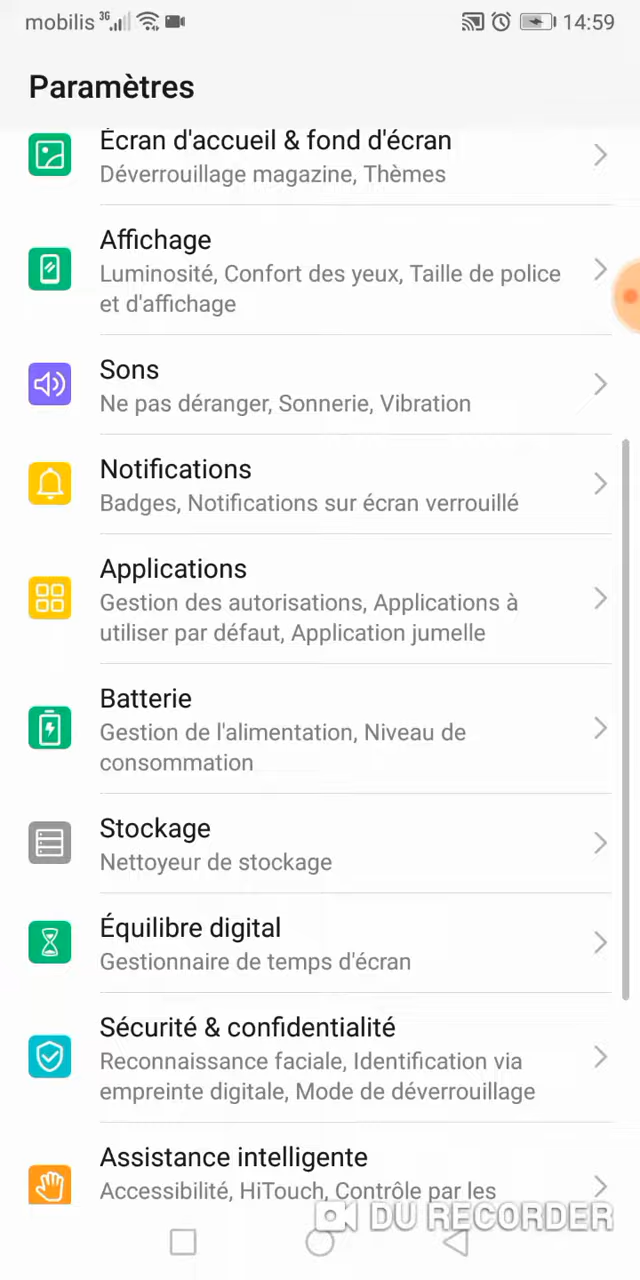 mobilis 3G 14:59
Paramètres
Écran d'accueil & fond d'écran
Déverrouillage magazine, Thèmes
Affichage
Luminosité, Confort des yeux, Taille de police
et d'affichage
Sons
Ne pas déranger, Sonnerie, Vibration
Notifications
Badges, Notifications sur écran verrouillé
Applications
Gestion des autorisations, Applications à
utiliser par défaut, Application jumelle
Batterie
Gestion de l'alimentation, Niveau de
consommation
Stockage
Nettoyeur de stockage
Équilibre digital
Gestionnaire de temps d'écran
Sécurité & confidentialité
Reconnaissance faciale, Identification via
empreinte digitale, Mode de déverrouillage
Assistance intelligente
Accessibilité, HiTouch, Contrôle par les
DU RECORDER